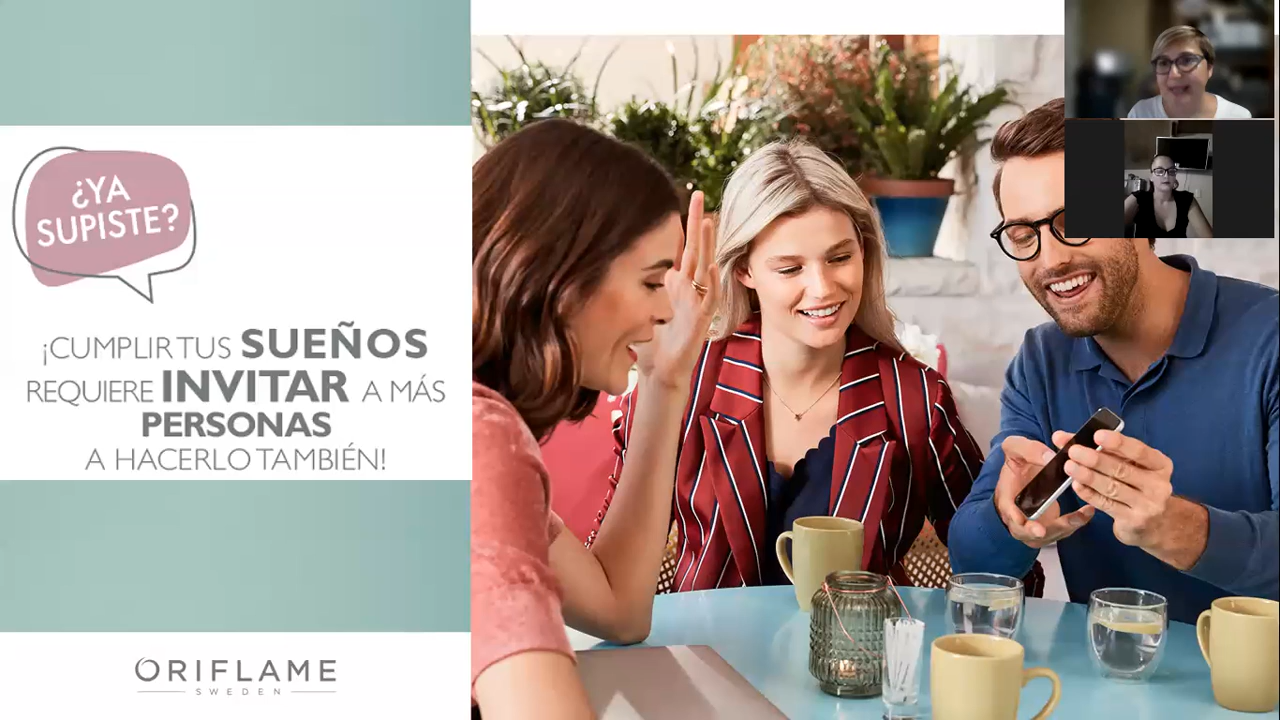 ¿YA
SUPISTE?
¡CUMPLIR TUS SUEÑOS
REQUIERE INVITAR A MÁS
PERSONAS
A HACERLO TAMBIÉN!
ORIFLAME
SWEDEN